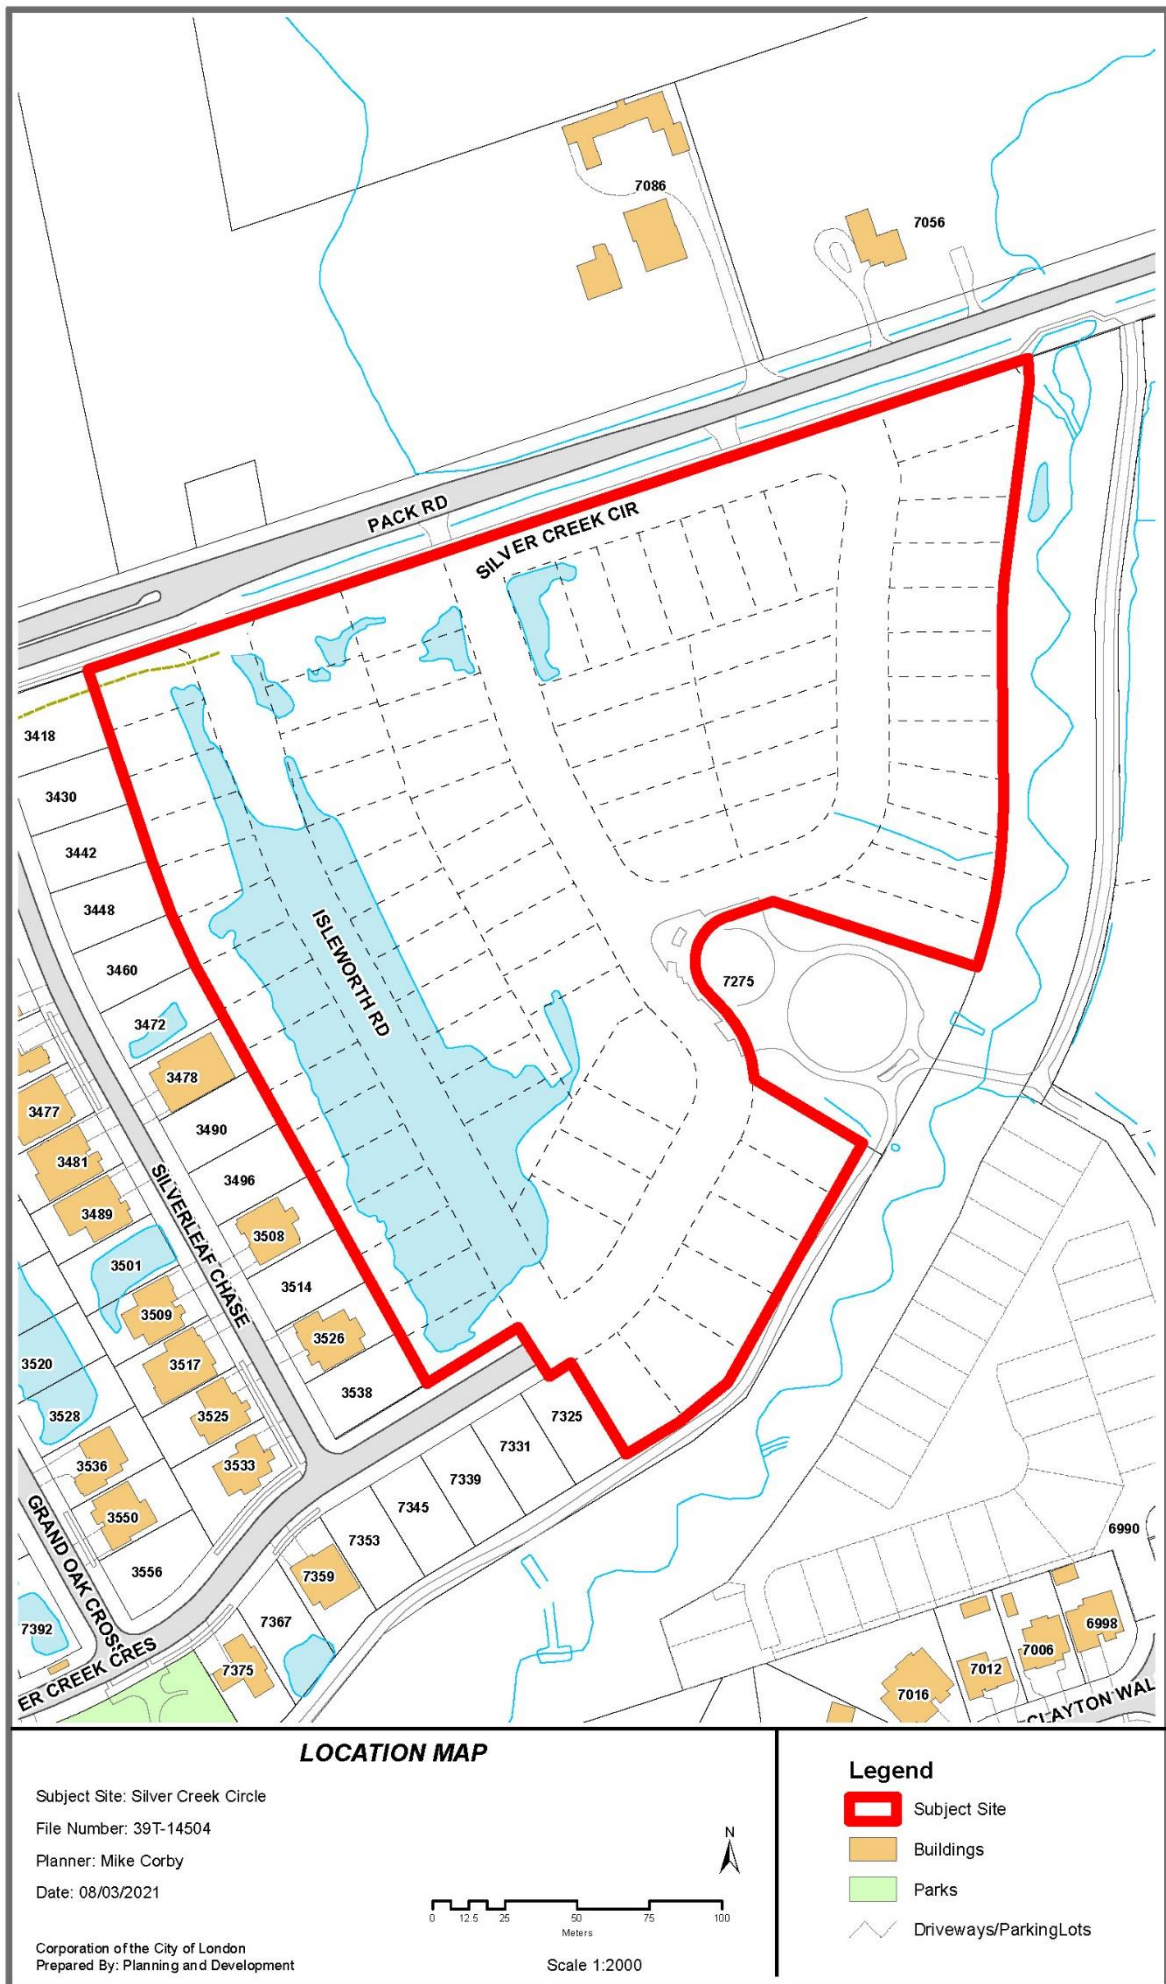 7086
7056
PACK RD
SILVER CREEK CIR
3418
3430
3442
3448
3460
3472
3478
3490
3496
3508
3514
3526
3538
ISLEWORTH RD
7275
3477
3481
3489
3501
3509
3517
3525
3533
SILVERLEAF CHASE
3520
3528
3536
3550
3556
GRAND OAK CROSS
7392
ER CREEK CRES
7325
7331
7339
7345
7353
7359
7367
7375
6990
6998
7006
7012
7016
CLAYTON WAL
LOCATION MAP
Subject Site: Silver Creek Circle
File Number: 39T-14504
Planner: Mike Corby
Date: 08/03/2021
Corporation of the City of London
Prepared By: Planning and Development
N
0 12.5 25 50 75 100
Meters
Scale 1:2000
Legend
Subject Site
Buildings
Parks
Driveways/ParkingLots